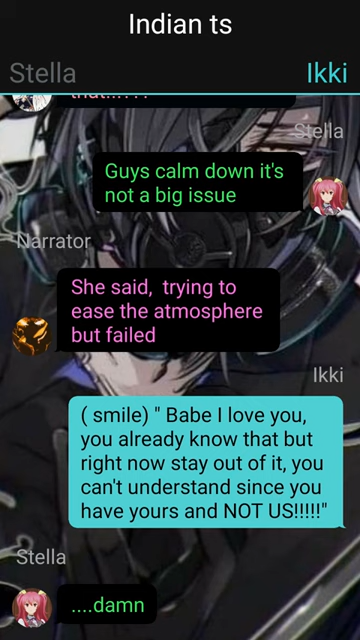 Indian ts
Stella
Ikki
Stella
Guys calm down it's
not a big issue
Narrator
She said,  trying to
ease the atmosphere
but failed
Ikki
( smile) " Babe I love you,
you already know that but
right now stay out of it, you
can't understand since you
have yours and NOT US!!!!!"
Stella
....damn